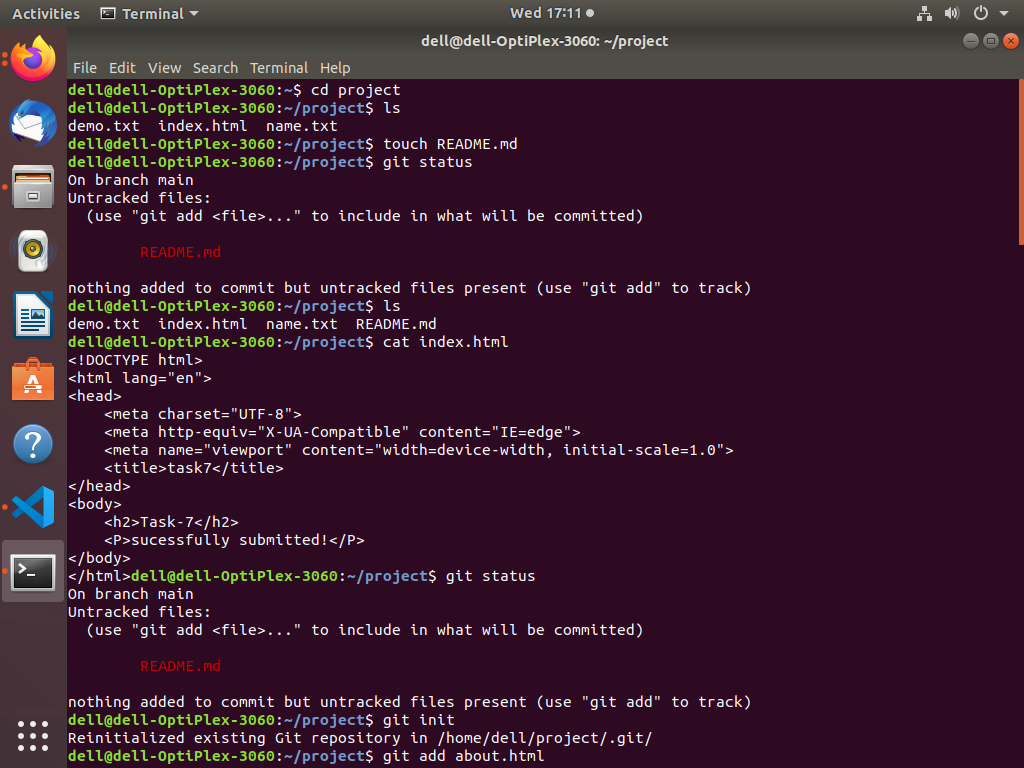 Activities Terminal Wed 17:11
dell@dell-OptiPlex-3060: ~/project
File Edit View Search Terminal Help
dell@dell-OptiPlex-3060:~$ cd project
dell@dell-OptiPlex-3060:~/project$ ls
demo.txt  index.html  name.txt
dell@dell-OptiPlex-3060:~/project$ touch README.md
dell@dell-OptiPlex-3060:~/project$ git status
On branch main
Untracked files:
  (use "git add <file>..." to include in what will be committed)
        README.md
nothing added to commit but untracked files present (use "git add" to track)
dell@dell-OptiPlex-3060:~/project$ ls
demo.txt  index.html  name.txt  README.md
dell@dell-OptiPlex-3060:~/project$ cat index.html
<!DOCTYPE html>
<html lang="en">
<head>
    <meta charset="UTF-8">
    <meta http-equiv="X-UA-Compatible" content="IE=edge">
    <meta name="viewport" content="width=device-width, initial-scale=1.0">
    <title>task7</title>
</head>
<body>
    <h2>Task-7</h2>
    <P>sucessfully submitted!</P>
</body>
</html>dell@dell-OptiPlex-3060:~/project$ git status
On branch main
Untracked files:
  (use "git add <file>..." to include in what will be committed)
        README.md
nothing added to commit but untracked files present (use "git add" to track)
dell@dell-OptiPlex-3060:~/project$ git init
Reinitialized existing Git repository in /home/dell/project/.git/
dell@dell-OptiPlex-3060:~/project$ git add about.html